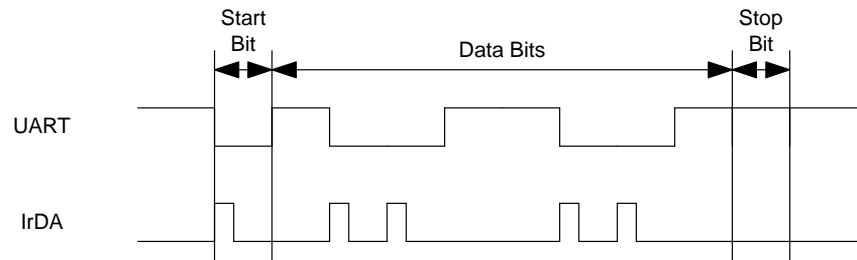 Start
Bit
Data Bits
Stop
Bit
UART
IrDA